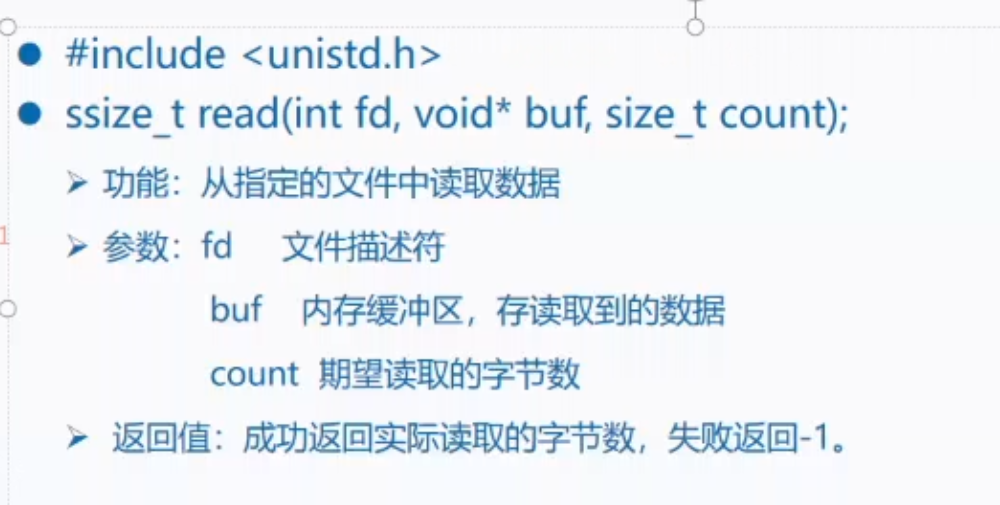 #include <unistd.h>
ssize_t read(int fd, void* buf, size_t count);
功能：从指定的文件中读取数据
1
参数：fd 文件描述符
buf 内存缓冲区，存读取到的数据
count 期望读取的字节数
返回值：成功返回实际读取的字节数，失败返回-1。